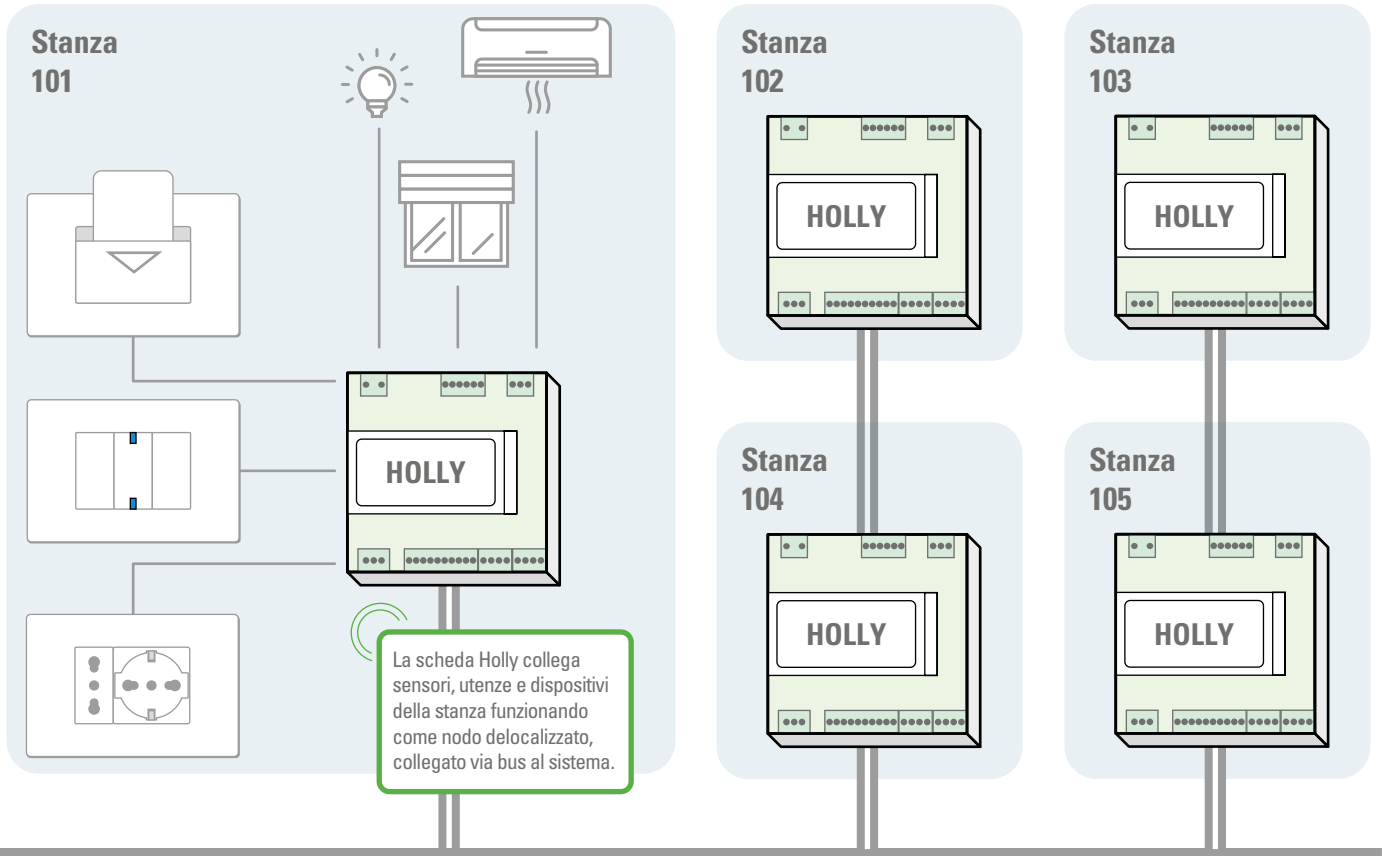 Stanza
101
HOLLY
La scheda Holly collega
sensori, utenze e dispositivi
della stanza funzionando
come nodo delocalizzato,
collegato via bus al sistema.
Stanza
102
HOLLY
Stanza
103
HOLLY
Stanza
104
HOLLY
Stanza
105
HOLLY